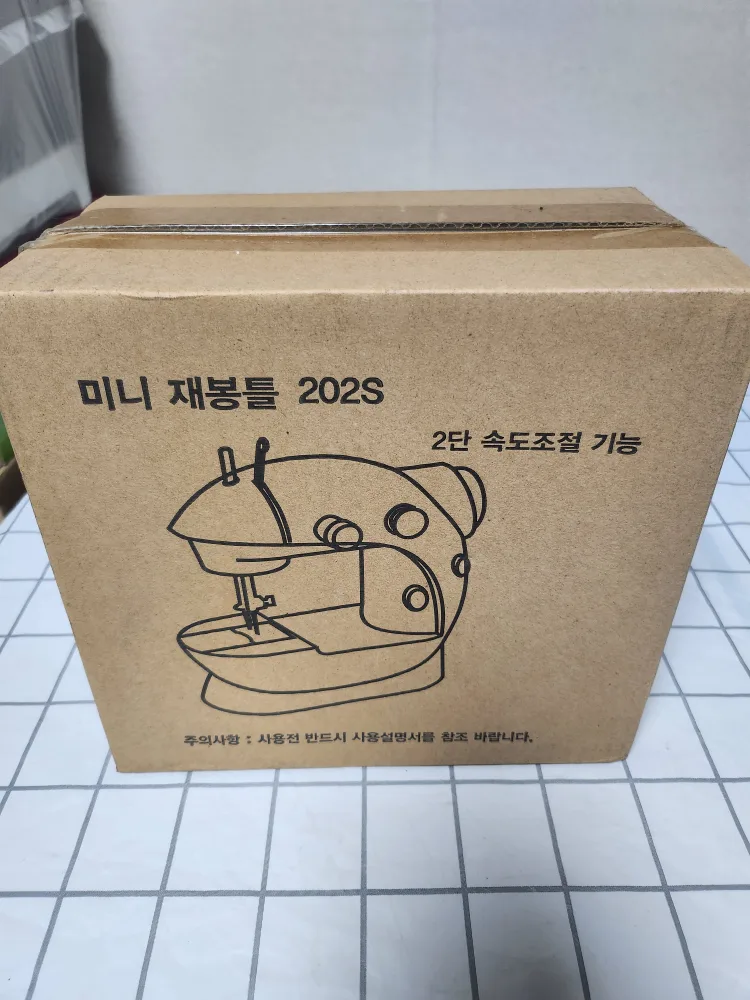 미니 재봉틀 202S
2단 속도조절 기능
주의사항 : 사용전 반드시 사용설명서를 참조 바랍니다.